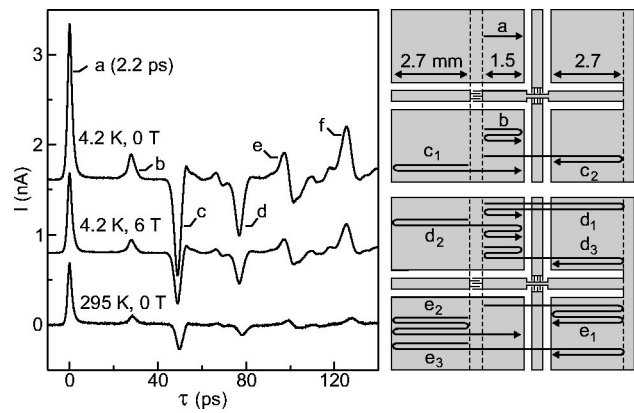 3
2
1
0
I (nA)
a (2.2 ps)
4.2 K, 0 T
b
c
d
e
f
4.2 K, 6 T
295 K, 0 T
0
40
80
120
τ (ps)
a
2.7 mm
1.5
2.7
b
c1
c2
d1
d2
d3
e2
e1
e3